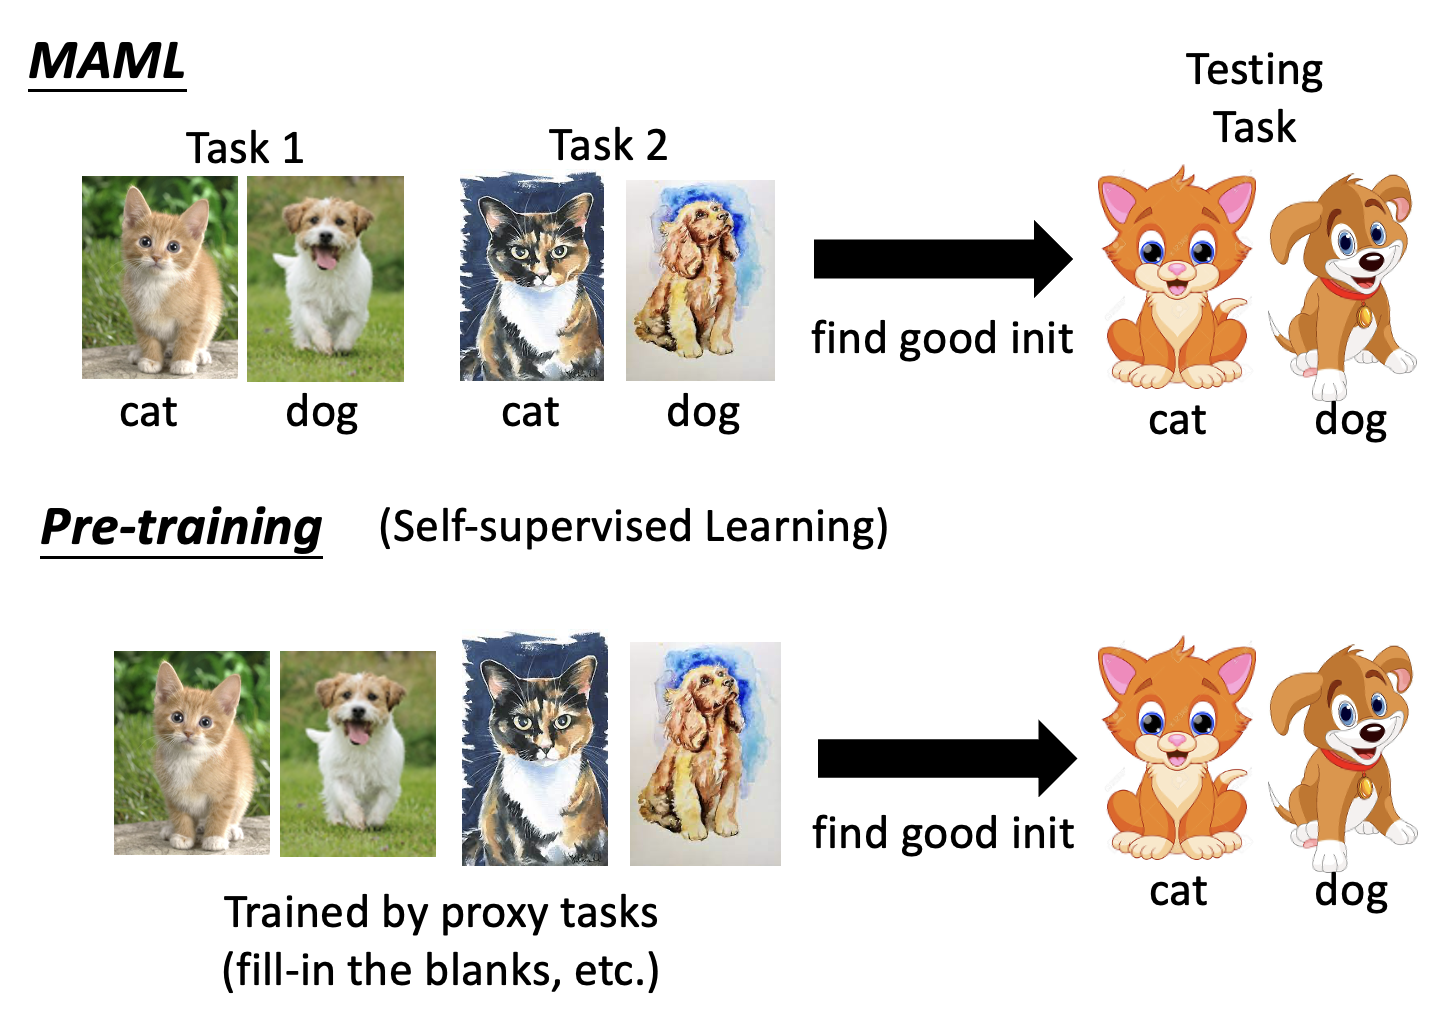 MAML
Testing
Task
Task 1
Task 2
find good init
cat
dog
cat
dog
cat
dog
Pre-training
(Self-supervised Learning)
find good init
cat
dog
Trained by proxy tasks
(fill-in the blanks, etc.)